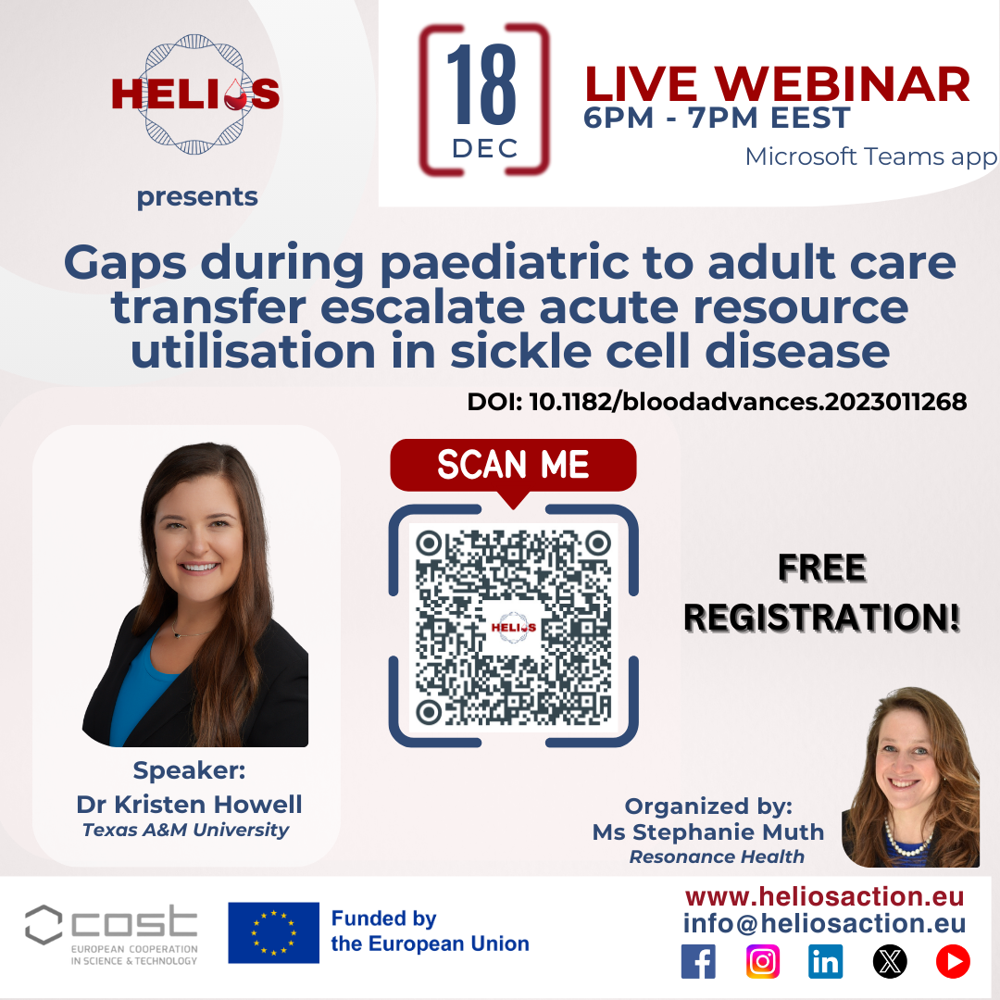 HELIOS
presents
18
DEC
LIVE WEBINAR
6PM - 7PM EEST
Microsoft Teams app
Gaps during paediatric to adult care
transfer escalate acute resource
utilisation in sickle cell disease
DOI: 10.1182/bloodadvances.2023011268
SCAN ME
HELIOS
FREE
REGISTRATION!
Speaker:
Dr Kristen Howell
Texas A&M University
Organized by:
Ms Stephanie Muth
Resonance Health
cost
EUROPEAN COOPERATION
IN SCIENCE & TECHNOLOGY
Funded by
the European Union
www.heliosaction.eu
info@heliosaction.eu